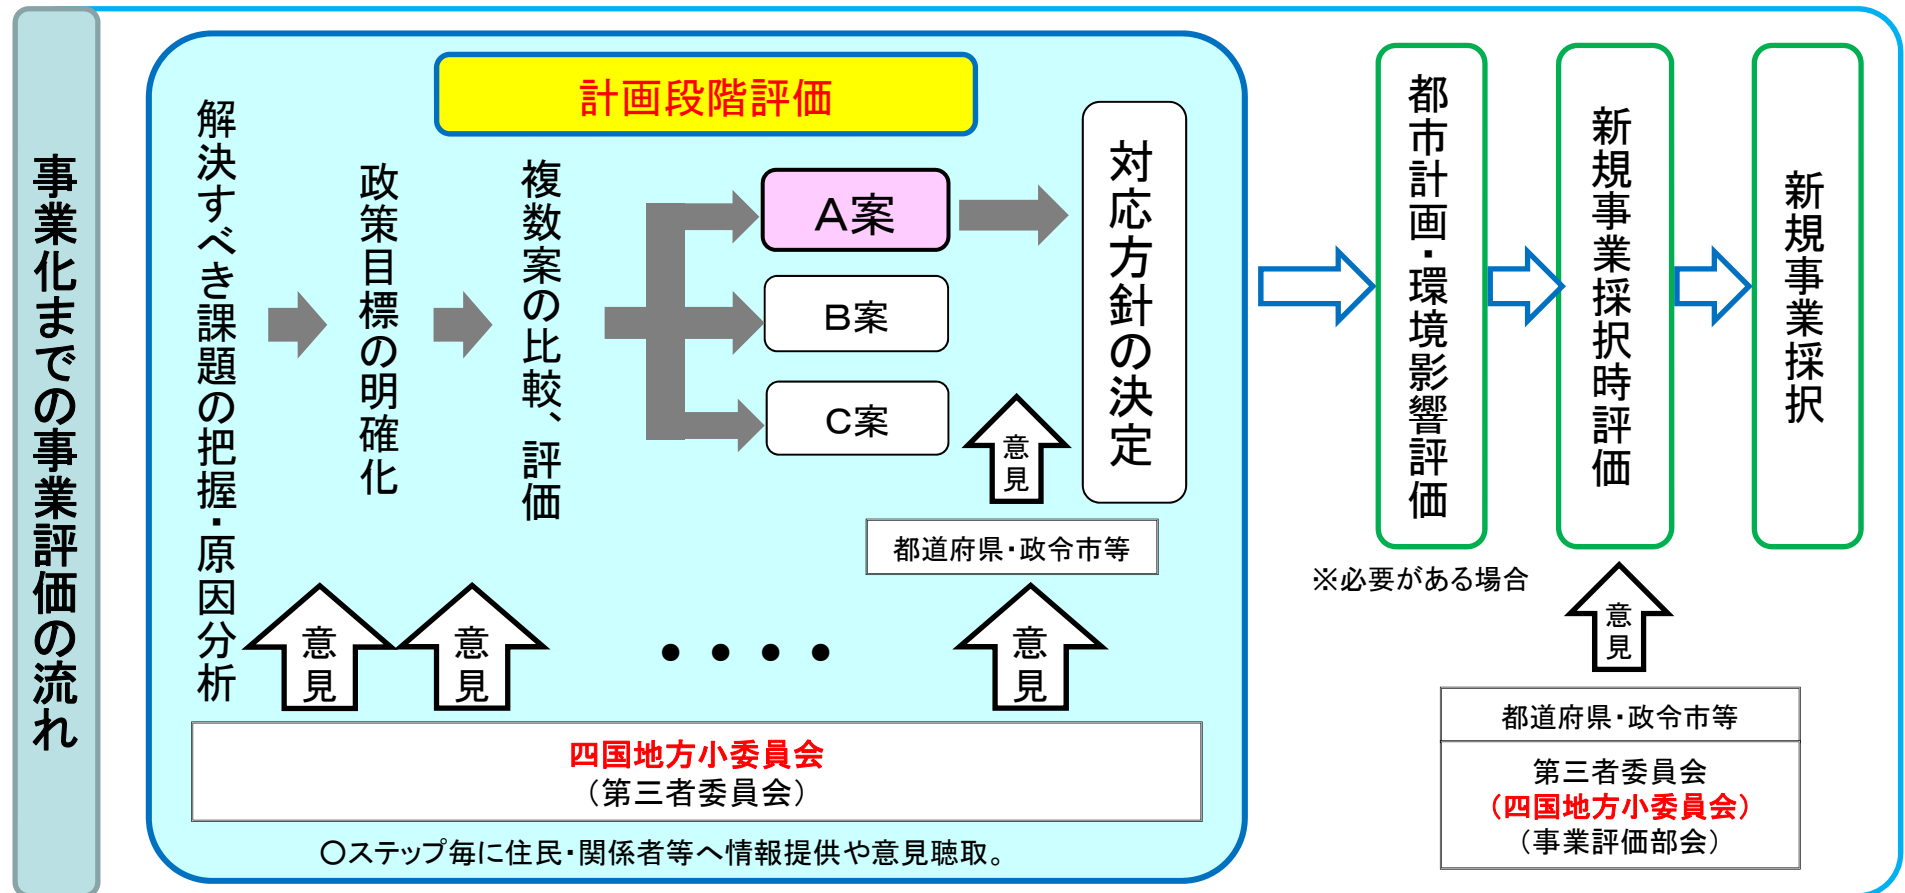 事業化までの事業評価の流れ
計画段階評価
解決すべき課題の把握・原因分析
政策目標の明確化
複数案の比較、評価
A案
B案
C案
対応方針の決定
意見
都道府県・政令市等
意見
意見
・・・・
意見
四国地方小委員会
（第三者委員会）
○ステップ毎に住民・関係者等へ情報提供や意見聴取。
都市計画・環境影響評価
※必要がある場合
新規事業採択時評価
意見
都道府県・政令市等
第三者委員会
（四国地方小委員会）
（事業評価部会）
新規事業採択